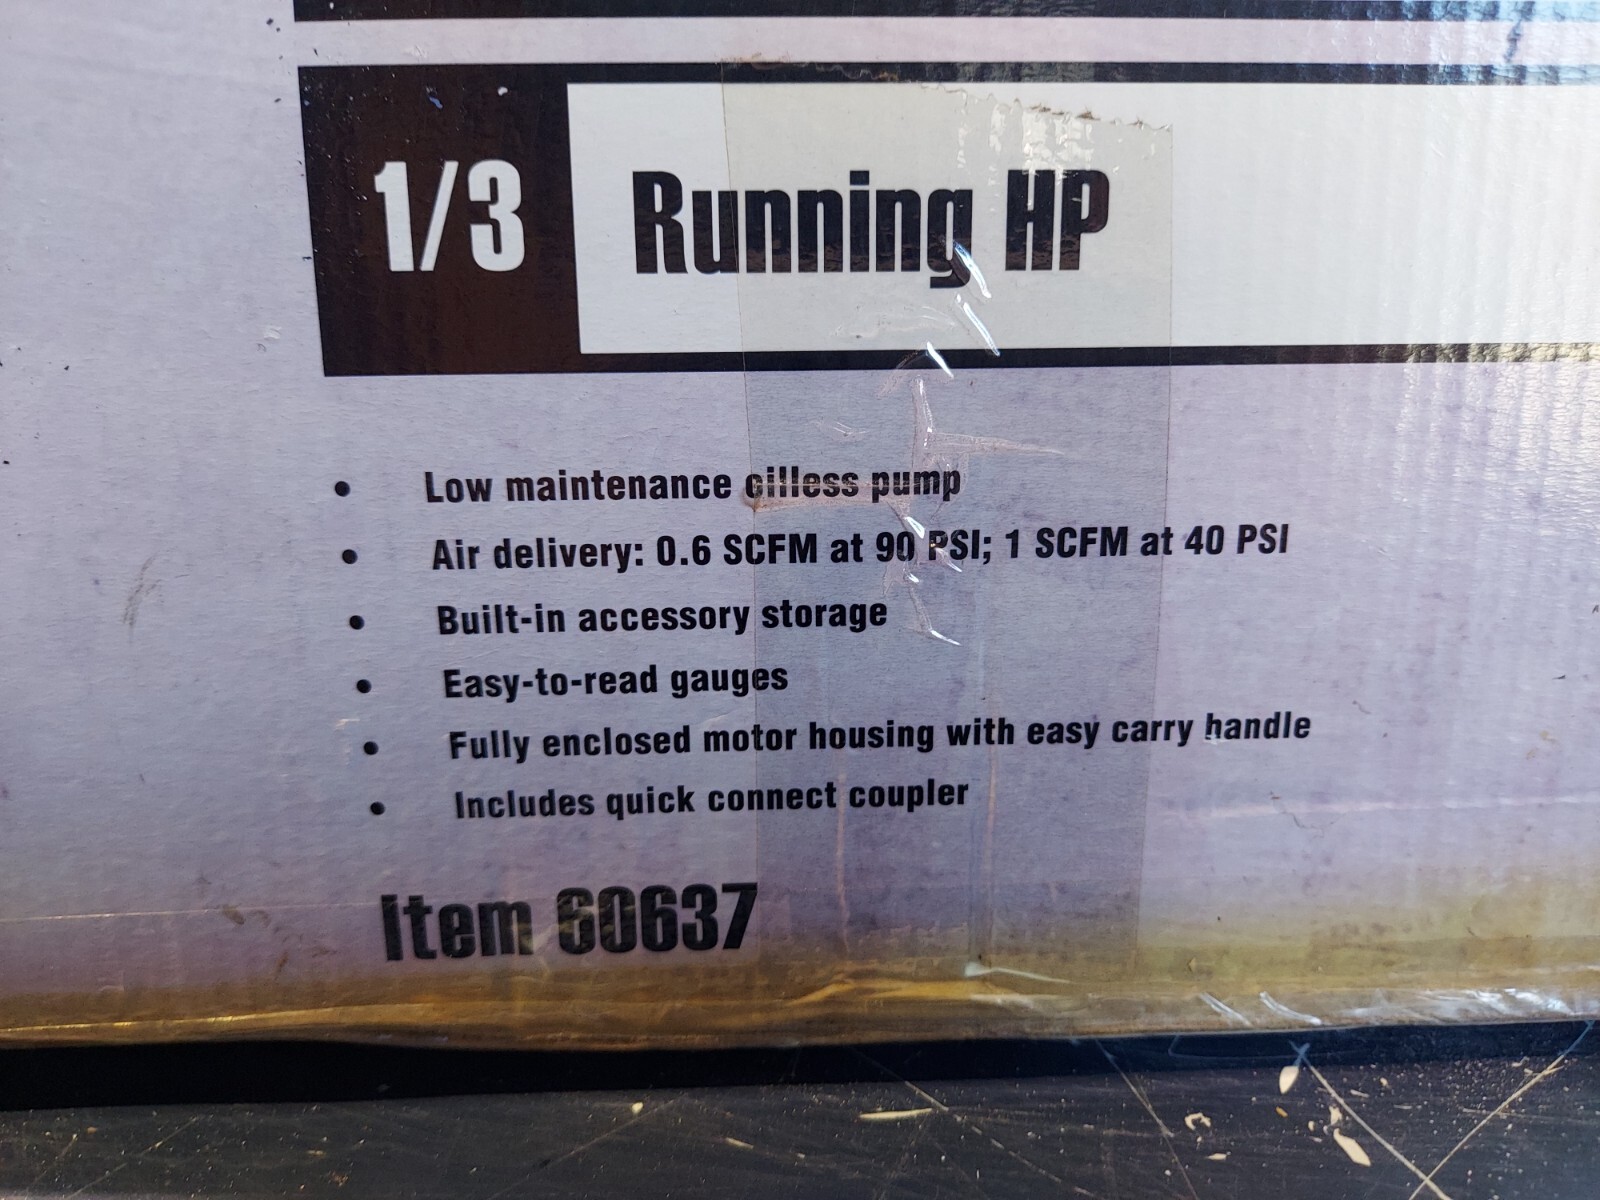 1/3 Running HP
• Low maintenance oilless pump
• Air delivery: 0.6 SCFM at 90 PSI; 1 SCFM at 40 PSI
• Built-in accessory storage
• Easy-to-read gauges
• Fully enclosed motor housing with easy carry handle
• Includes quick connect coupler
Item 60637